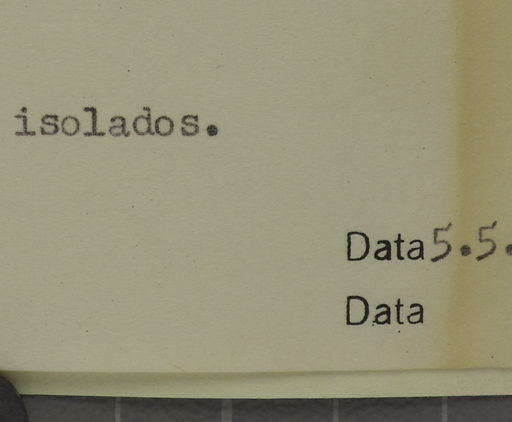 isolados.
Data 5.5.
Data